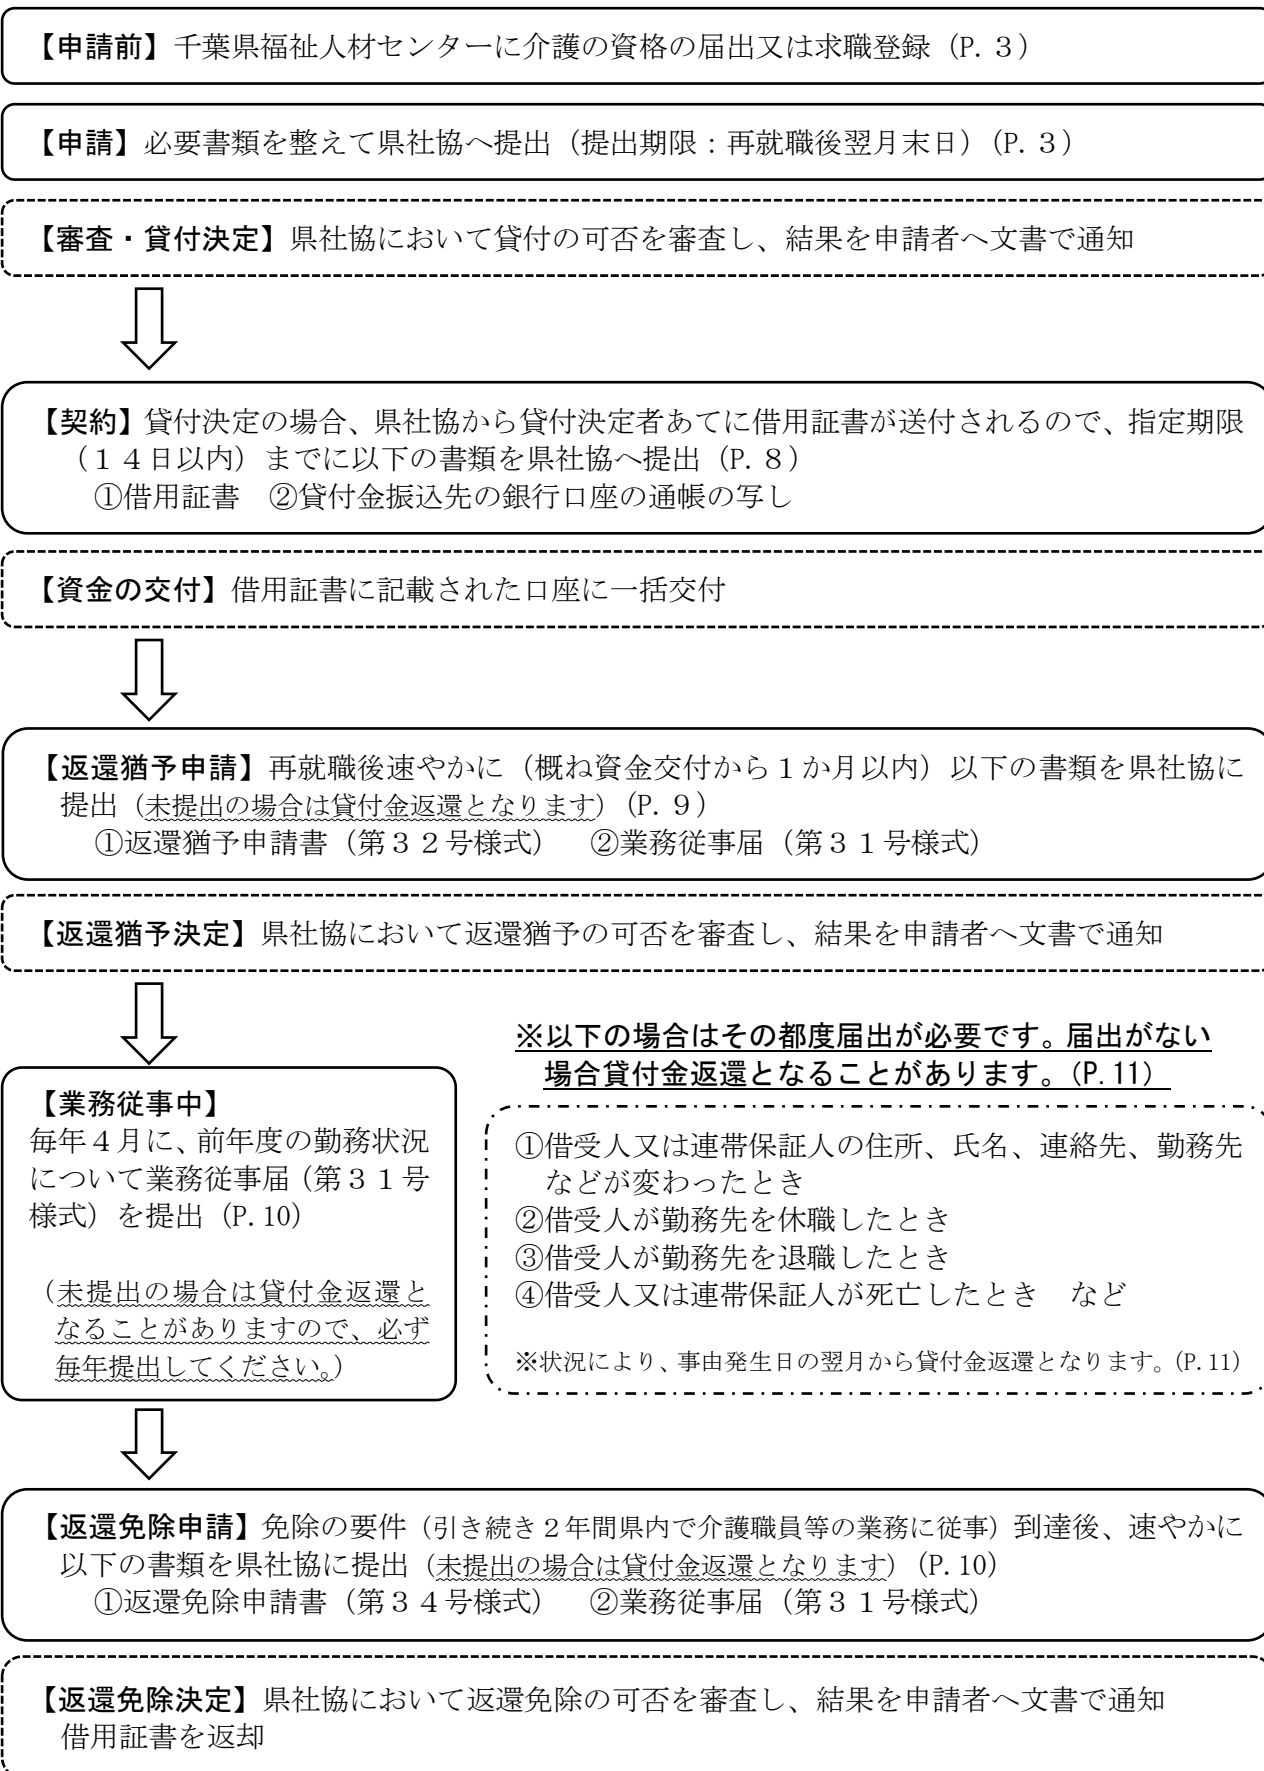 【申請前】千葉県福祉人材センターに介護の資格の届出又は求職登録（P.３）
【申請】必要書類を整えて県社協へ提出（提出期限：再就職後翌月末日）（P.３）
【審査・貸付決定】県社協において貸付の可否を審査し、結果を申請者へ文書で通知
【契約】貸付決定の場合、県社協から貸付決定者あてに借用証書が送付されるので、指定期限
（１４日以内）までに以下の書類を県社協へ提出（P.８）
①借用証書　②貸付金振込先の銀行口座の通帳の写し
【資金の交付】借用証書に記載された口座に一括交付
【返還猶予申請】再就職後速やかに（概ね資金交付から１か月以内）以下の書類を県社協に
提出（未提出の場合は貸付金返還となります）（P.９）
①返還猶予申請書（第３２号様式）　②業務従事届（第３１号様式）
【返還猶予決定】県社協において返還猶予の可否を審査し、結果を申請者へ文書で通知
【業務従事中】
毎年４月に、前年度の勤務状況
について業務従事届（第３１号
様式）を提出（P.10）
（未提出の場合は貸付金返還と
なることがありますので、必ず
毎年提出してください。）
※以下の場合はその都度届出が必要です。届出がない
場合貸付金返還となることがあります。（P.11）
①借受人又は連帯保証人の住所、氏名、連絡先、勤務先
などが変わったとき
②借受人が勤務先を休職したとき
③借受人が勤務先を退職したとき
④借受人又は連帯保証人が死亡したとき　など
※状況により、事由発生日の翌月から貸付金返還となります。（P.11）
【返還免除申請】免除の要件（引き続き２年間県内で介護職員等の業務に従事）到達後、速やかに
以下の書類を県社協に提出（未提出の場合は貸付金返還となります）（P.10）
①返還免除申請書（第３４号様式）　②業務従事届（第３１号様式）
【返還免除決定】県社協において返還免除の可否を審査し、結果を申請者へ文書で通知
借用証書を返却